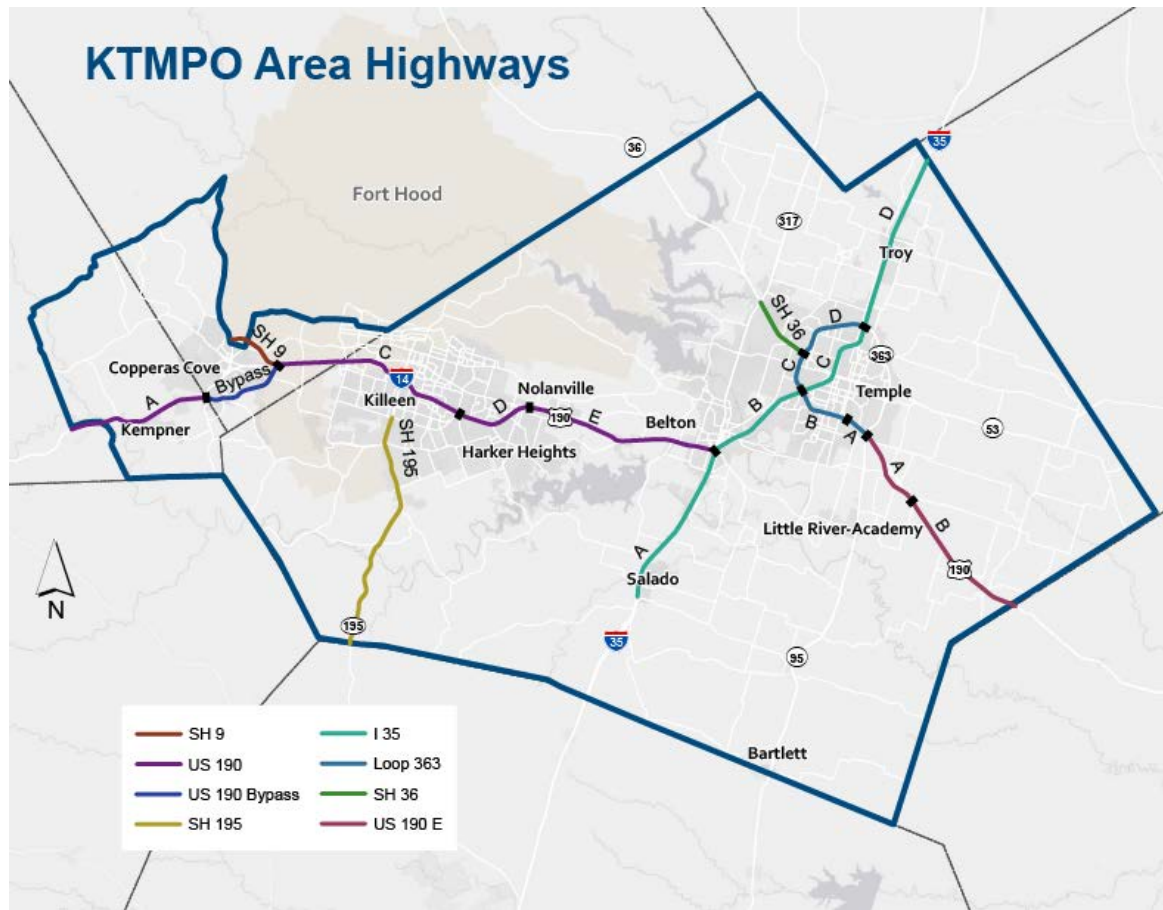 KTMPO Area Highways
35
36
Fort Hood
317
D
Troy
SH 36
D
SH 9
C
363
Copperas Cove
Bypass
C
C
14
Nolanville
Temple
A
Killeen
D
190
E
Belton
B
B
A
Kempner
SH 195
Harker Heights
53
A
Little River-Academy
B
A
Salado
190
N
195
35
95
Bartlett
SH 9
US 190
US 190 Bypass
SH 195
I 35
Loop 363
SH 36
US 190 E